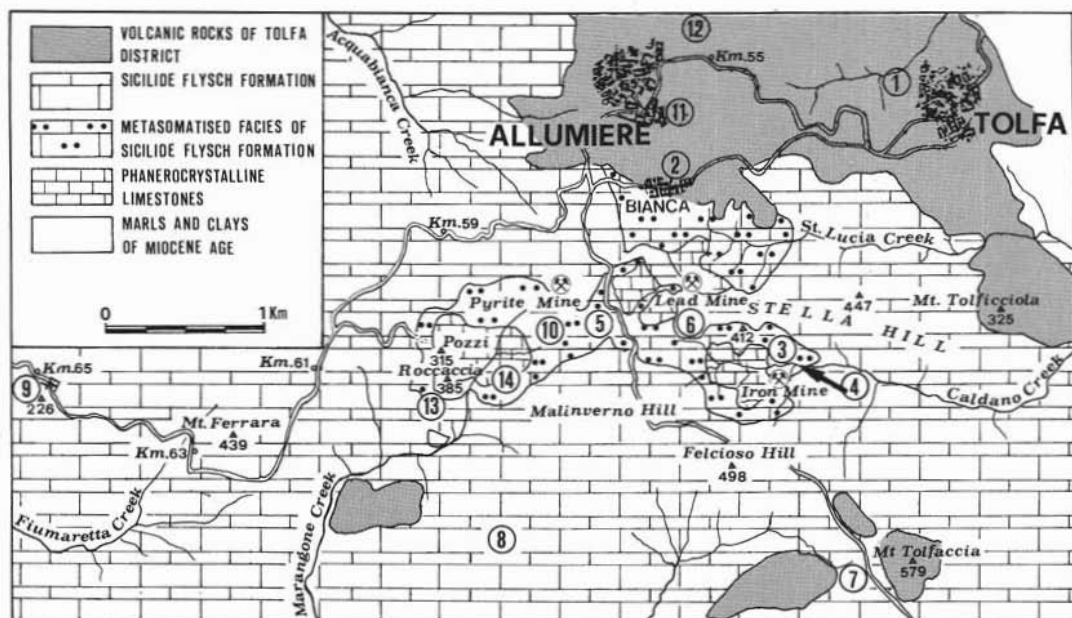 VOLCANIC ROCKS OF TOLFA
DISTRICT
SICILIDE FLYSCH FORMATION
METASOMATISED FACIES OF
SICILIDE FLYSCH FORMATION
PHANEROCRYSTALLINE
LIMESTONES
MARLS AND CLAYS
OF MIOCENE AGE
0 1 Km
Acquabianca Creek
12
Km.55
1
11
ALLUMIERE
TOLFA
2
BIANCA
Km.59
St. Lucia Creek
Pyrite Mine
Lead Mine
STELLA HILL
447
Mt. Tolficciola
325
10
5
6
412
3
Pozzi
315
Roccaccia
385
14
4
Iron Mine
Caldano Creek
Km.61
Km.65
9
226
13
Malinverno Hill
Mt. Ferrara
439
Km.63
Felcioso Hill
498
Fiumaretta Creek
Marangone Creek
8
Mt Tolfaccia
579
7